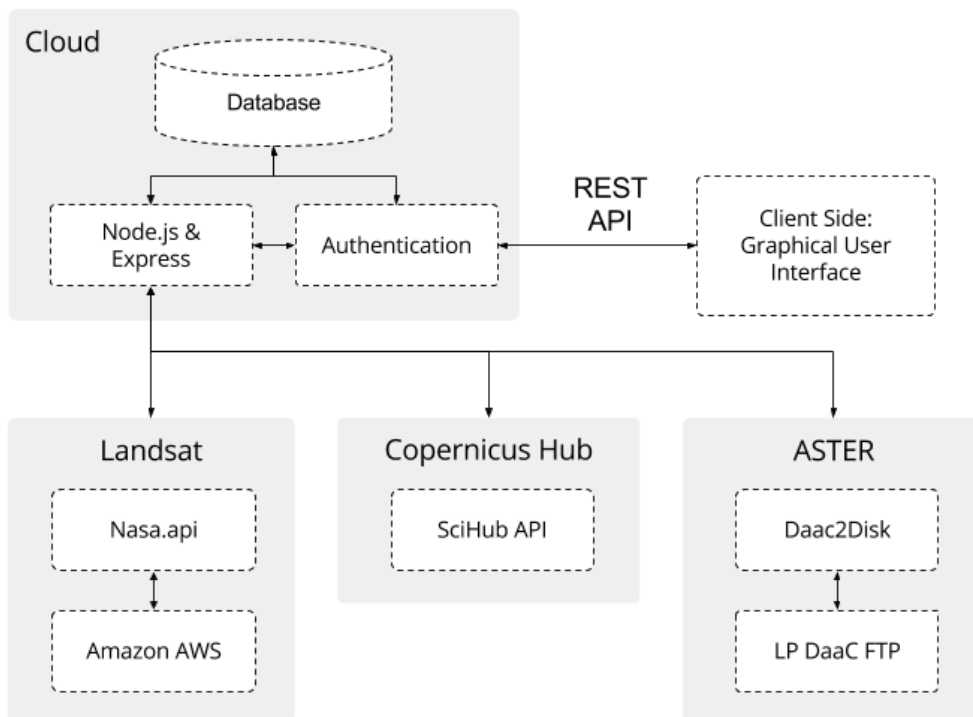 Cloud
Database
Node.js &
Express
Authentication
REST
API
Client Side:
Graphical User
Interface
Landsat
Nasa.api
Amazon AWS
Copernicus Hub
SciHub API
ASTER
Daac2Disk
LP DaaC FTP